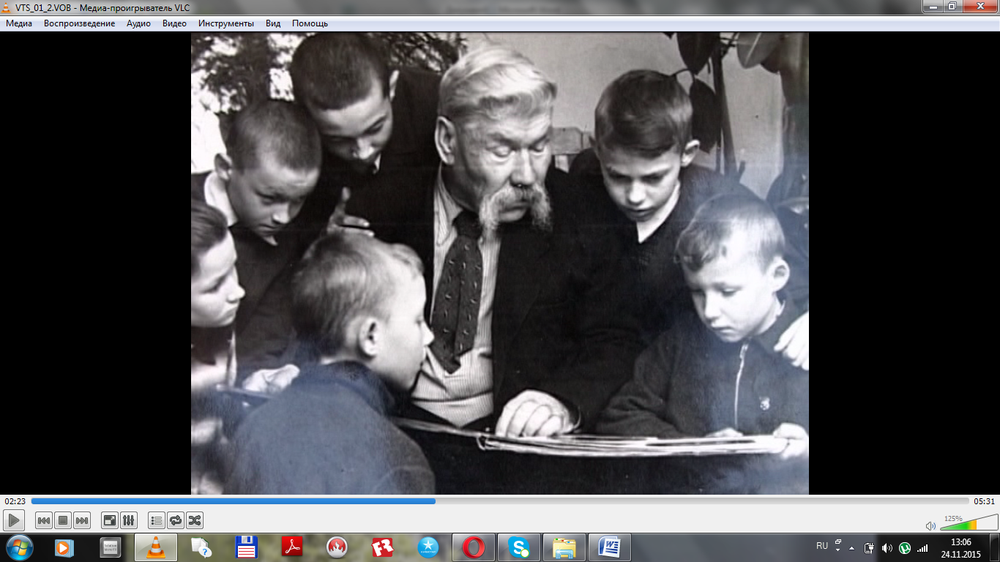 VTS_01_2.VOB - Медиа-проигрыватель VLC
Медиа Воспроизведение Аудио Видео Инструменты Вид Помощь
02:23 05:31
125%
RU 13:06
24.11.2015